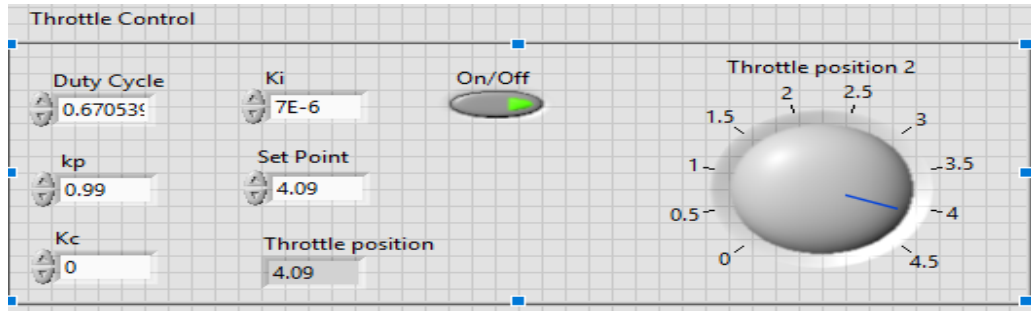 Throttle Control
Duty Cycle
0.670539
Ki
7E-6
On/Off
kp
0.99
Set Point
4.09
Kc
0
Throttle position
4.09
Throttle position 2
0
0.5
1
1.5
2
2.5
3
3.5
4
4.5